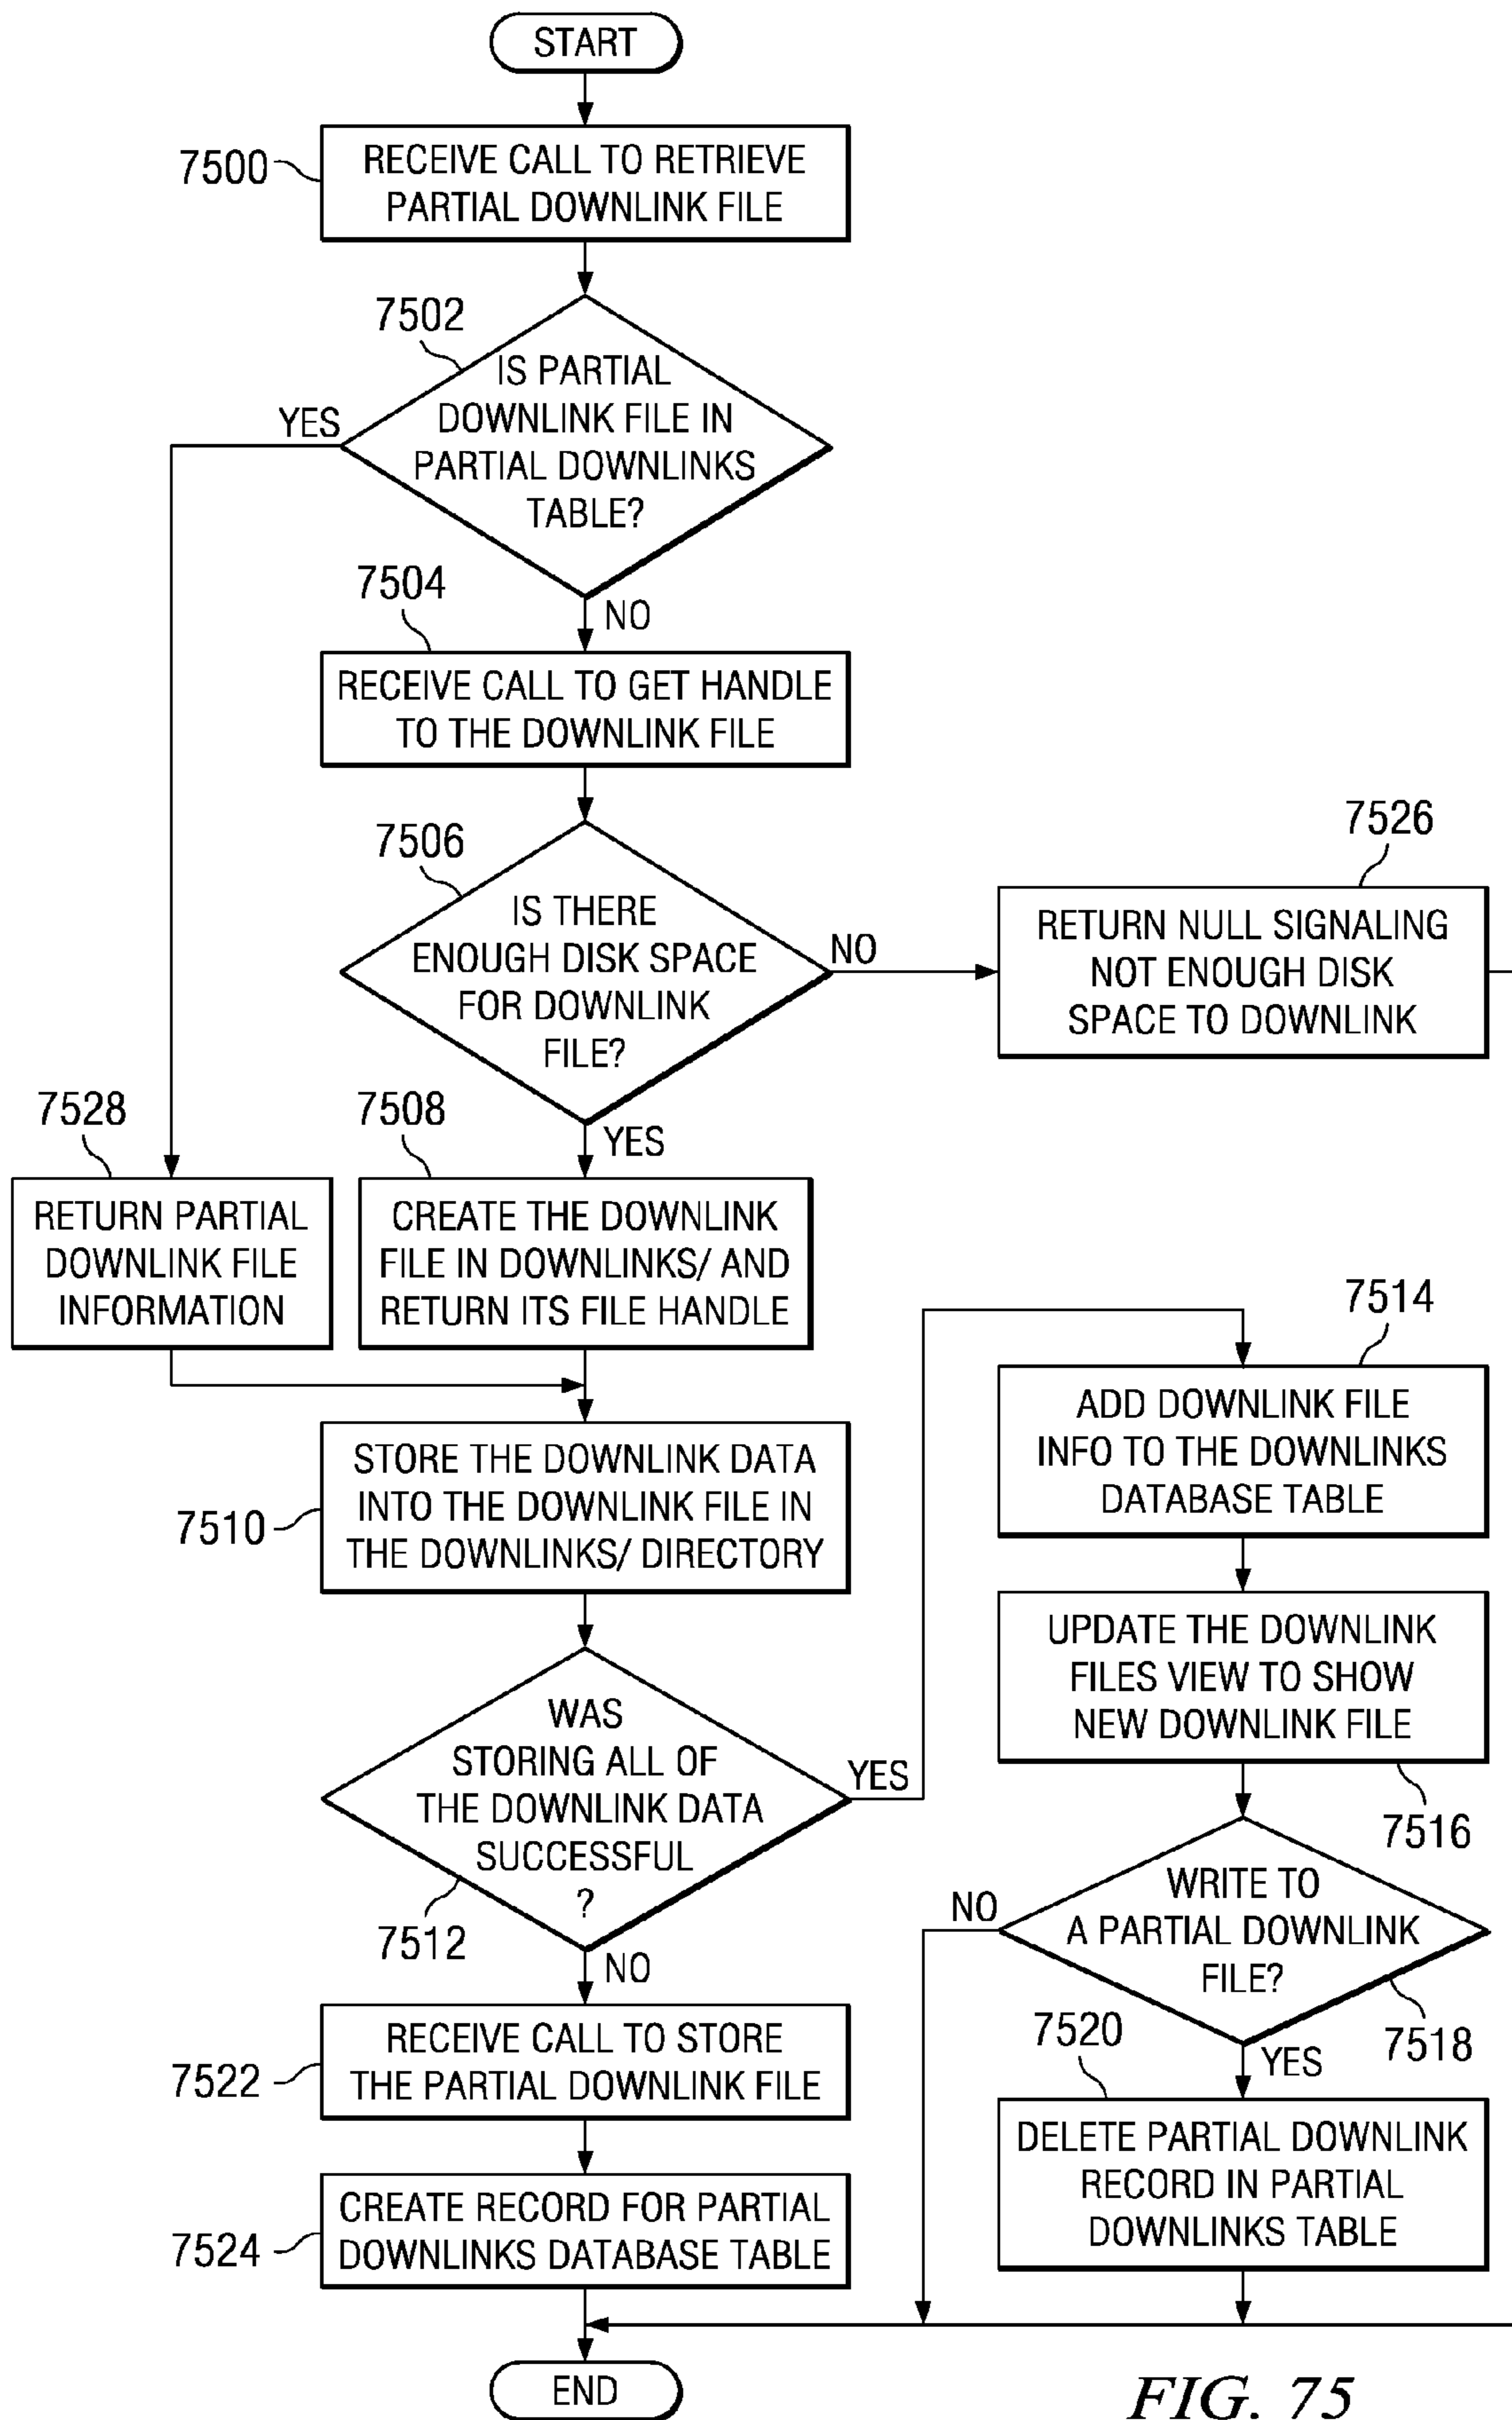 START
7500
RECEIVE CALL TO RETRIEVE
PARTIAL DOWNLINK FILE
7502
IS PARTIAL
DOWNLINK FILE IN
PARTIAL DOWNLINKS
TABLE?
YES
NO
7504
RECEIVE CALL TO GET HANDLE
TO THE DOWNLINK FILE
7506
IS THERE
ENOUGH DISK SPACE
FOR DOWNLINK
FILE?
NO
YES
7526
RETURN NULL SIGNALING
NOT ENOUGH DISK
SPACE TO DOWNLINK
7528
RETURN PARTIAL
DOWNLINK FILE
INFORMATION
7508
CREATE THE DOWNLINK
FILE IN DOWNLINKS/ AND
RETURN ITS FILE HANDLE
7510
STORE THE DOWNLINK DATA
INTO THE DOWNLINK FILE IN
THE DOWNLINKS/ DIRECTORY
WAS
STORING ALL OF
THE DOWNLINK DATA
SUCCESSFUL
?
7512
YES
NO
7514
ADD DOWNLINK FILE
INFO TO THE DOWNLINKS
DATABASE TABLE
UPDATE THE DOWNLINK
FILES VIEW TO SHOW
NEW DOWNLINK FILE
7516
WRITE TO
A PARTIAL DOWNLINK
FILE?
NO
7518
YES
7520
DELETE PARTIAL DOWNLINK
RECORD IN PARTIAL
DOWNLINKS TABLE
7522
RECEIVE CALL TO STORE
THE PARTIAL DOWNLINK FILE
7524
CREATE RECORD FOR PARTIAL
DOWNLINKS DATABASE TABLE
END
FIG. 75